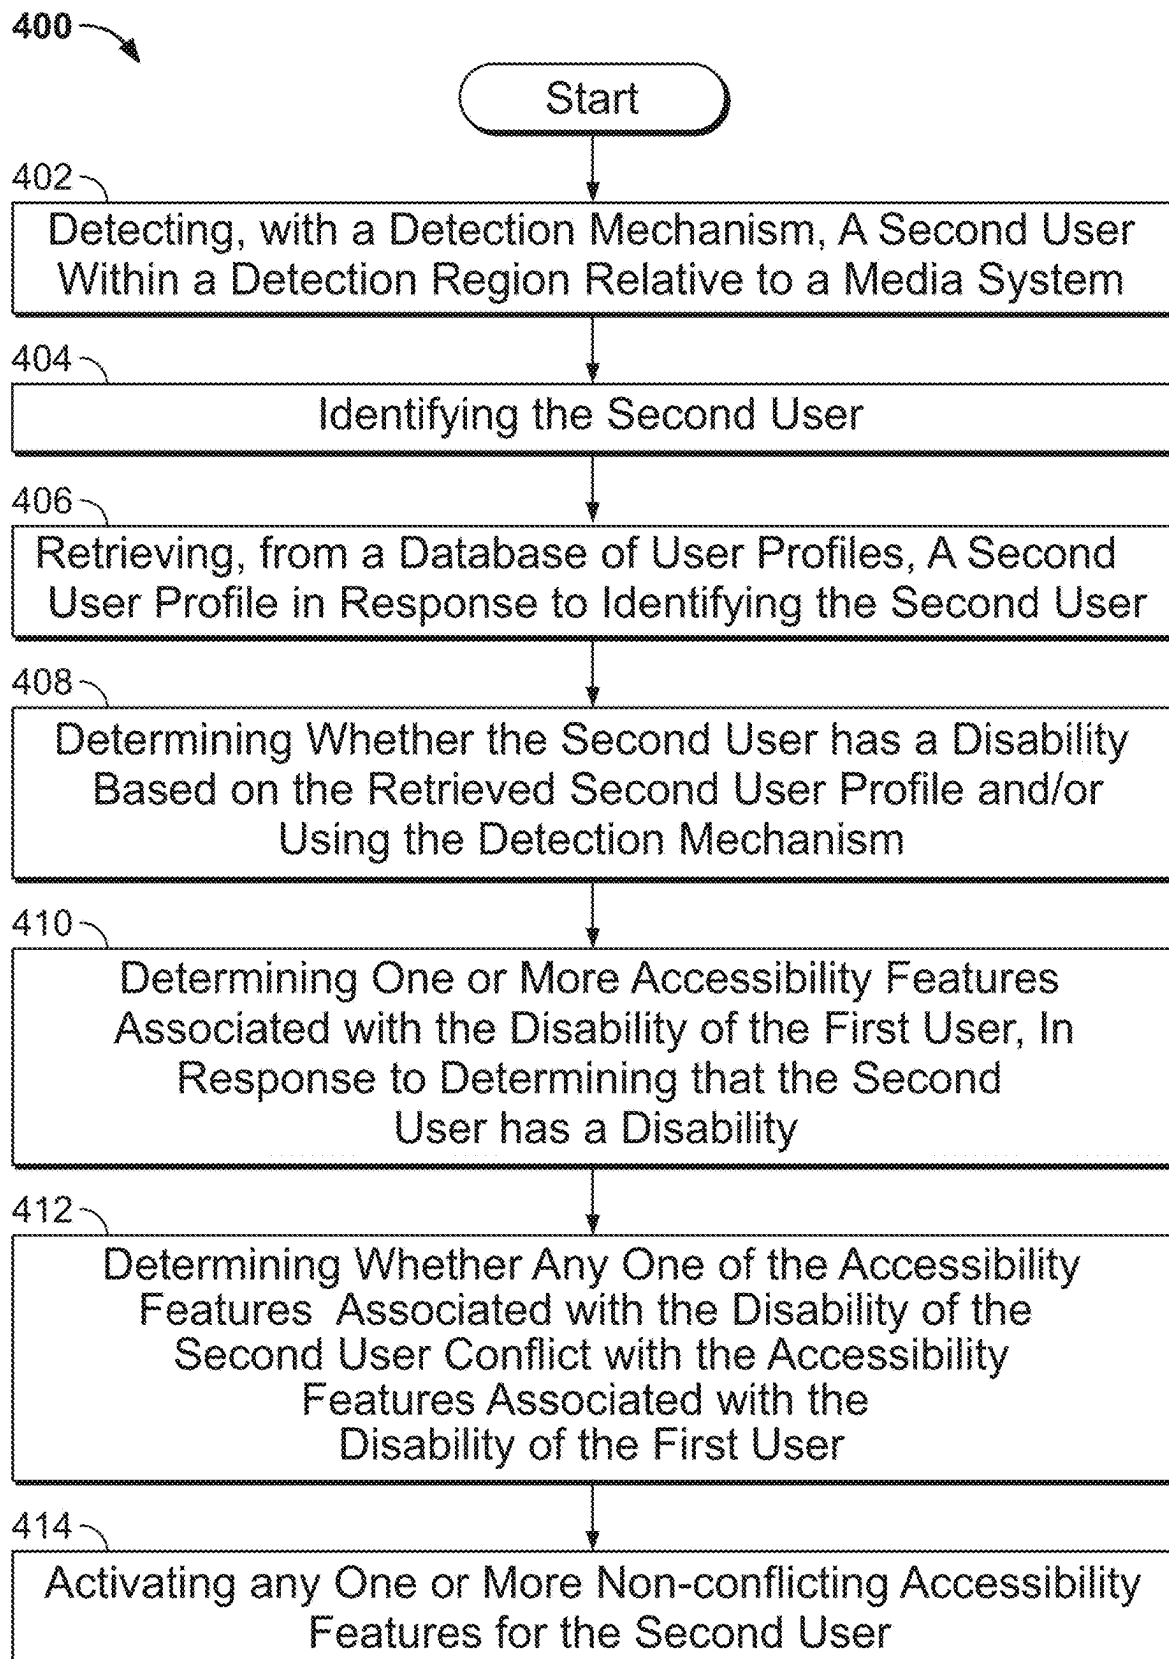 400
Start
402
Detecting, with a Detection Mechanism, A Second User
Within a Detection Region Relative to a Media System
404
Identifying the Second User
406
Retrieving, from a Database of User Profiles, A Second
User Profile in Response to Identifying the Second User
408
Determining Whether the Second User has a Disability
Based on the Retrieved Second User Profile and/or
Using the Detection Mechanism
410
Determining One or More Accessibility Features
Associated with the Disability of the First User, In
Response to Determining that the Second
User has a Disability
412
Determining Whether Any One of the Accessibility
Features Associated with the Disability of the
Second User Conflict with the Accessibility
Features Associated with the
Disability of the First User
414
Activating any One or More Non-conflicting Accessibility
Features for the Second User